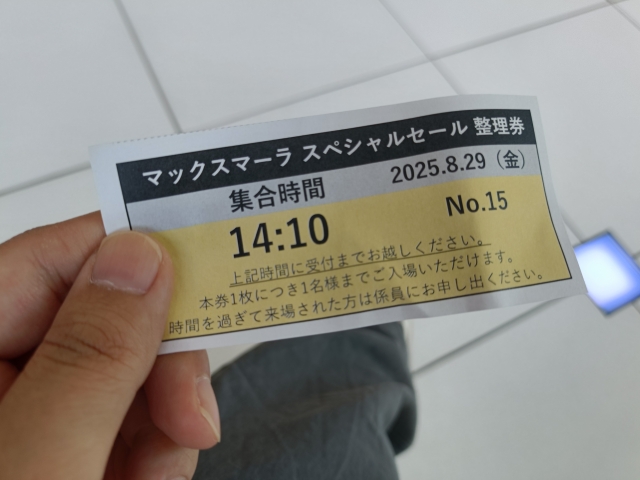 マックスマーラ スペシャルセール 整理券
集合時間 2025.8.29（金）
14:10 No.15
上記時間に受付までお越しください。
本券1枚につき1名様までご入場いただけます。
時間を過ぎて来場された方は係員にお申し出ください。